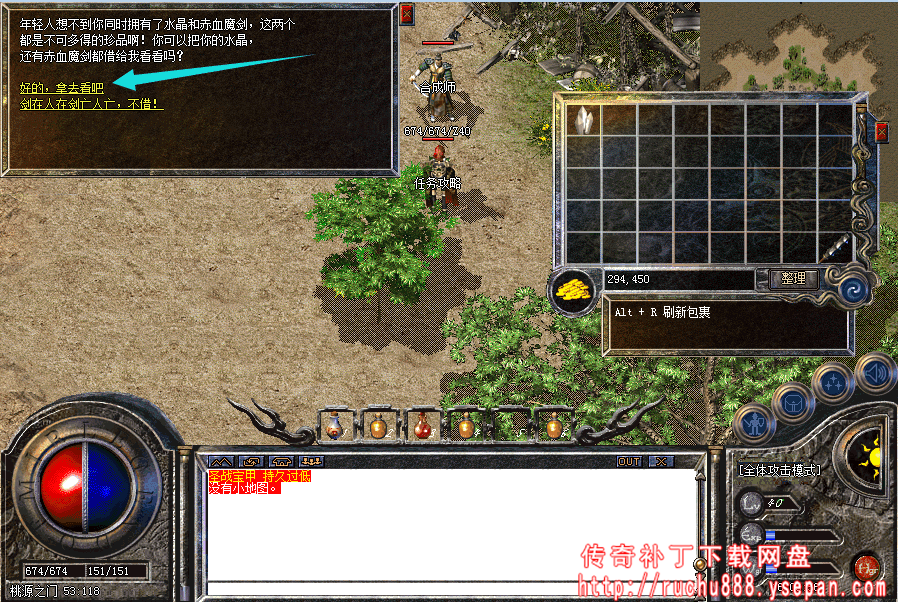 年轻人想不到你同时拥有了水晶和赤血魔剑，这两个
都是不可多得的珍品啊！你可以把你的水晶，
还有赤血魔剑都借给我看看吗？
好的，拿去看吧
剑在人在剑亡人亡，不借！
合成师
674/674/Z40
任务攻略
294,450
整理
Alt + R 刷新包裹
OUT
圣战宝甲 持久过低
没有小地图。
[全体攻击模式]
Lv 40
Exp
674/674
151/151
桃源之门 53:118
传奇补丁下载网盘
http://ruchu888.ysepan.com